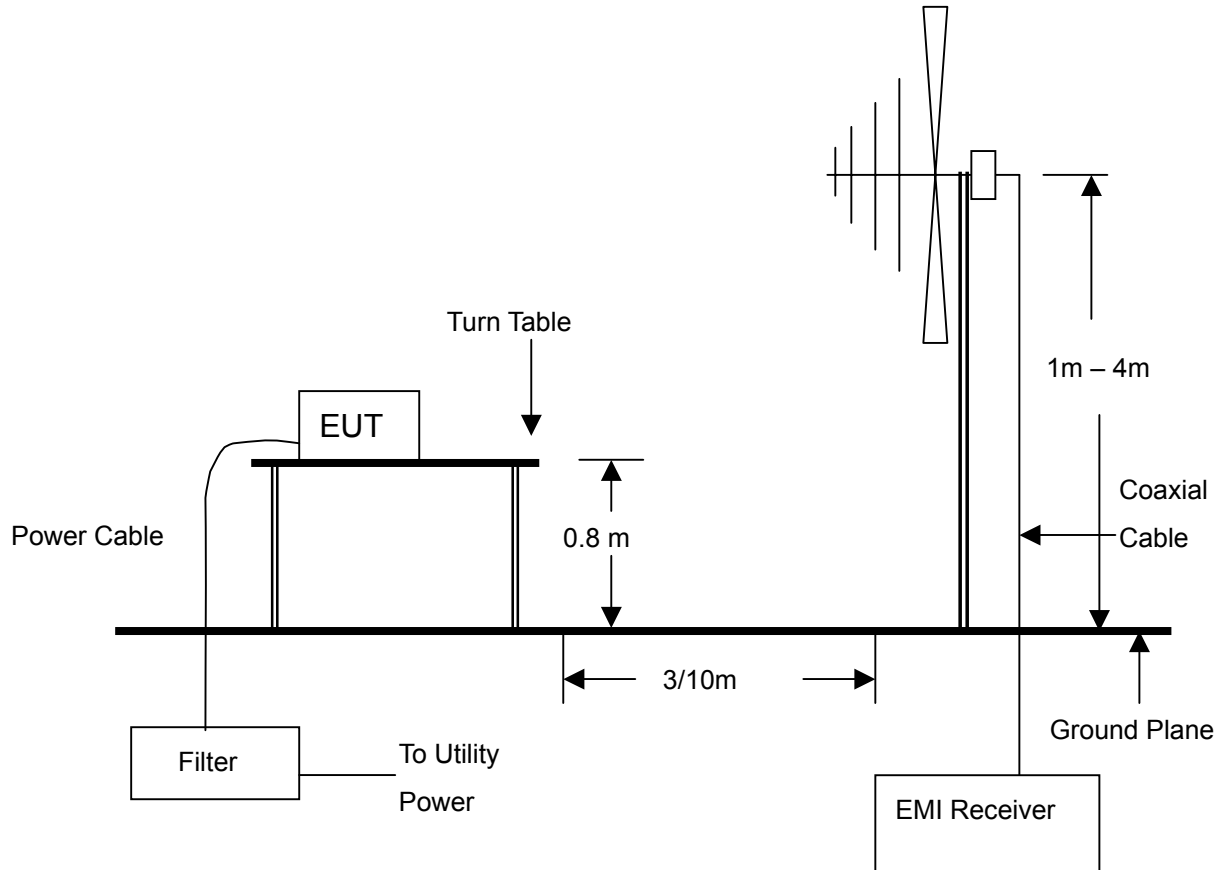 Turn Table
1m – 4m
EUT
Coaxial
Cable
Power Cable
0.8 m
3/10m
Ground Plane
Filter
To Utility
Power
EMI Receiver